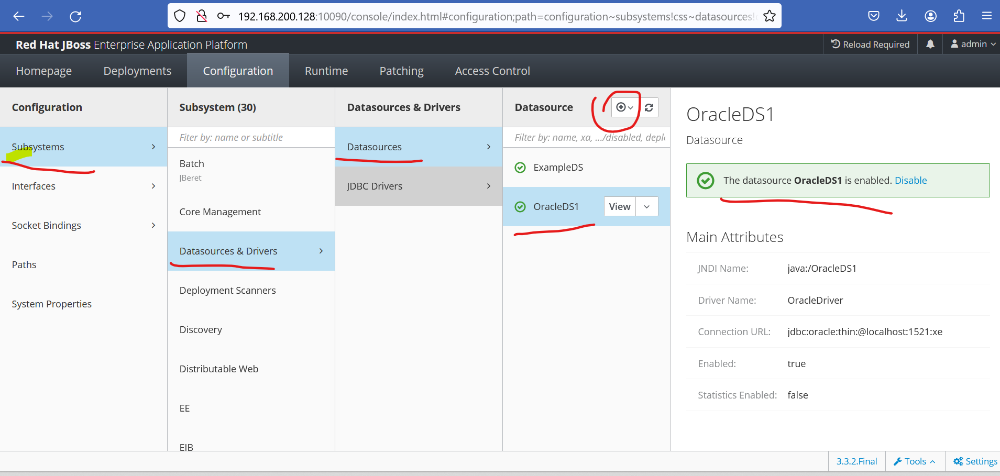 192.168.200.128:10090/console/index.html#configuration;path=configuration~subsystems!css~datasources!
Red Hat JBoss Enterprise Application Platform
Reload Required
admin
Homepage
Deployments
Configuration
Runtime
Patching
Access Control
Configuration
Subsystems
Interfaces
Socket Bindings
Paths
System Properties
Subsystem (30)
Fiter by: name or subtitle
Batch
JBeret
Core Management
Datasources & Drivers
Deployment Scanners
Discovery
Distributable Web
EE
EJB
Datasources & Drivers
Datasources
JDBC Drivers
Datasource
Filter by: name, xa, .../disabled, deplo
ExampleDS
OracleDS1
View
OracleDS1
Datasource
The datasource OracleDS1 is enabled. Disable
Main Attributes
JNDI Name: java:/OracleDS1
Driver Name: OracleDriver
Connection URL: jdbc:oracle:thin:@localhost:1521:xe
Enabled: true
Statistics Enabled: false
3.3.2.Final
Tools
Settings